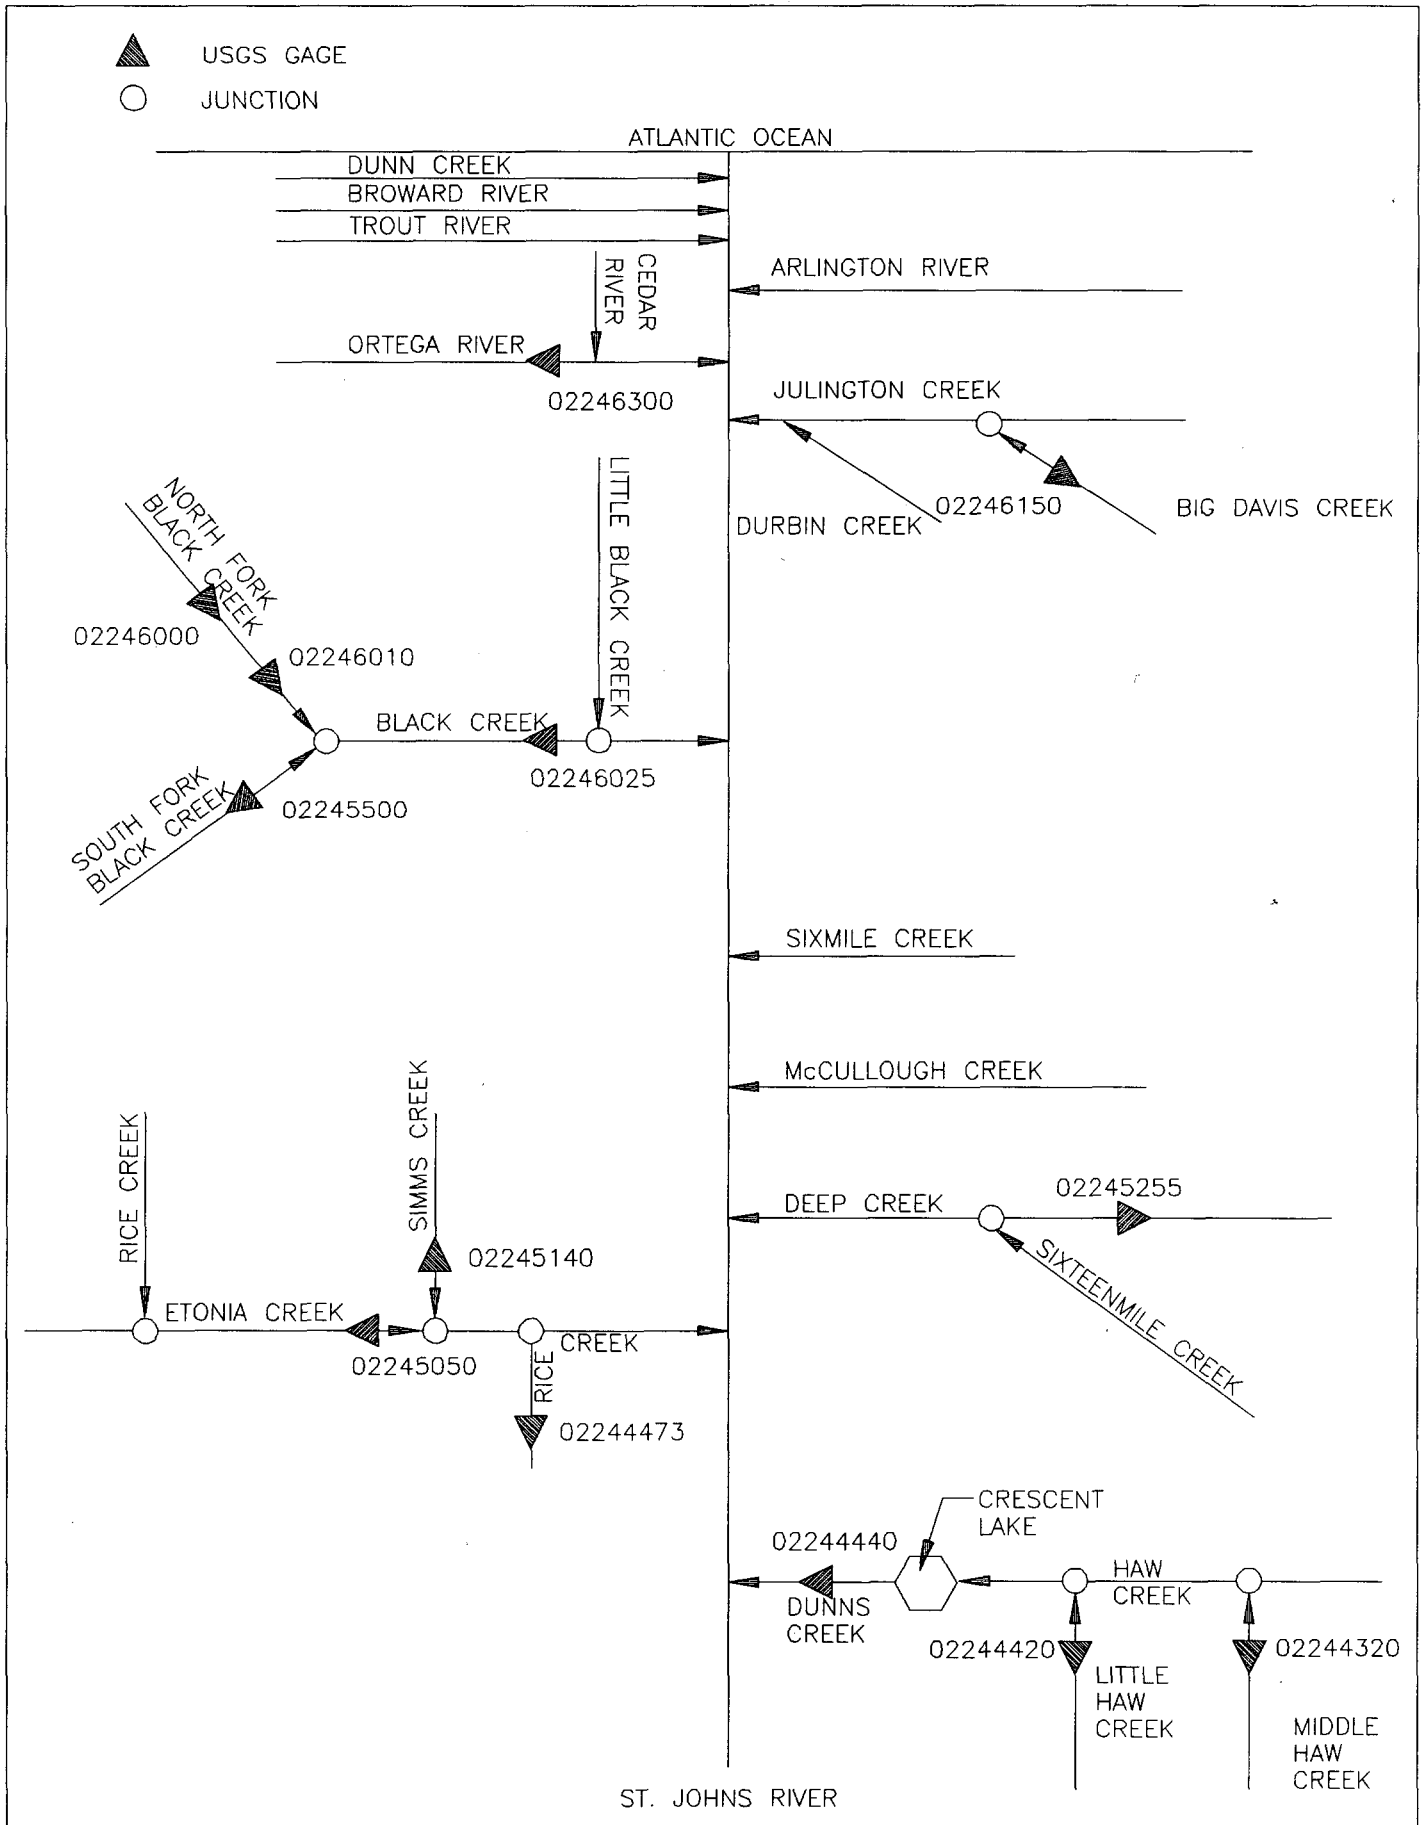 USGS GAGE
JUNCTION
ATLANTIC OCEAN
DUNN CREEK
BROWARD RIVER
TROUT RIVER
CEDAR
RIVER
ARLINGTON RIVER
ORTEGA RIVER
02246300
JULINGTON CREEK
02246150
BIG DAVIS CREEK
DURBIN CREEK
NORTH FORK
BLACK CREEK
LITTLE BLACK CREEK
02246000
02246010
BLACK CREEK
02246025
SOUTH FORK
BLACK CREEK
02245500
SIXMILE CREEK
McCULLOUGH CREEK
RICE CREEK
SIMMS CREEK
02245140
DEEP CREEK
02245255
SIXTEENMILE CREEK
ETONIA CREEK
02245050
RICE
CREEK
02244473
CRESCENT
LAKE
02244440
DUNNS
CREEK
HAW
CREEK
02244420
02244320
LITTLE
HAW
CREEK
MIDDLE
HAW
CREEK
ST. JOHNS RIVER